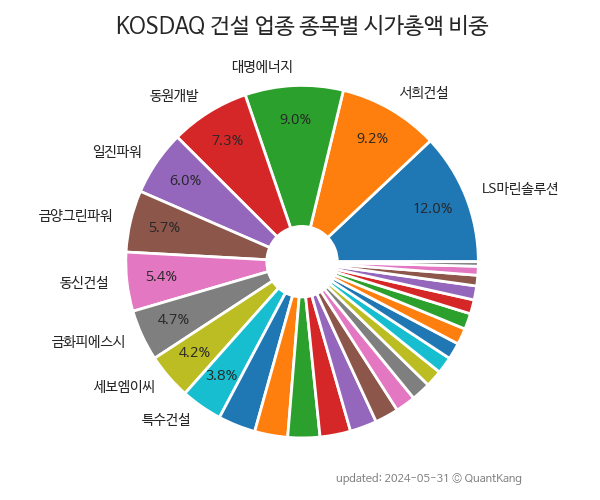 KOSDAQ 건설 업종 종목별 시가총액 비중
LS마린솔루션
12.0%
서희건설
9.2%
대명에너지
9.0%
동원개발
7.3%
일진파워
6.0%
금양그린파워
5.7%
동신건설
5.4%
금화피에스시
4.7%
세보엠이씨
4.2%
특수건설
3.8%
updated: 2024-05-31 ⓒ QuantKang